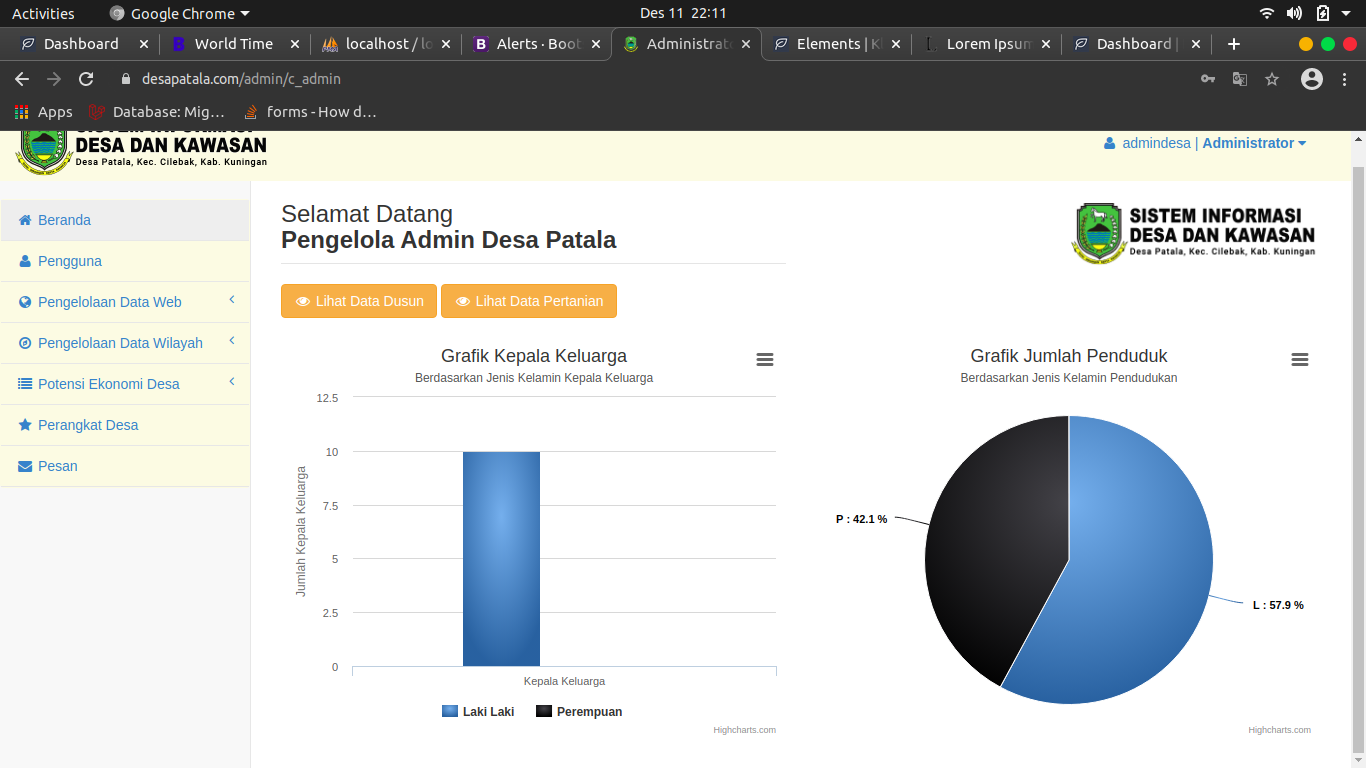 Activities
Google Chrome
Des 11 22:11
Dashboard
World Time
localhost / lo
Alerts · Boot
Administrat
Elements | K
Lorem Ipsum
Dashboard |
desapatala.com/admin/c_admin
Apps
Database: Mig...
forms - How d...
SISTEM INFORMASI
DESA DAN KAWASAN
Desa Patala, Kec. Cilebak, Kab. Kuningan
admindesa | Administrator
Beranda
Pengguna
Pengelolaan Data Web
Pengelolaan Data Wilayah
Potensi Ekonomi Desa
Perangkat Desa
Pesan
Selamat Datang
Pengelola Admin Desa Patala
SISTEM INFORMASI
DESA DAN KAWASAN
Desa Patala, Kec. Cilebak, Kab. Kuningan
Lihat Data Dusun
Lihat Data Pertanian
Grafik Kepala Keluarga
Berdasarkan Jenis Kelamin Kepala Keluarga
Jumlah Kepala Keluarga
12.5
10
7.5
5
2.5
0
Kepala Keluarga
Laki Laki
Perempuan
Highcharts.com
Grafik Jumlah Penduduk
Berdasarkan Jenis Kelamin Pendudukan
P : 42.1 %
L : 57.9 %
Highcharts.com